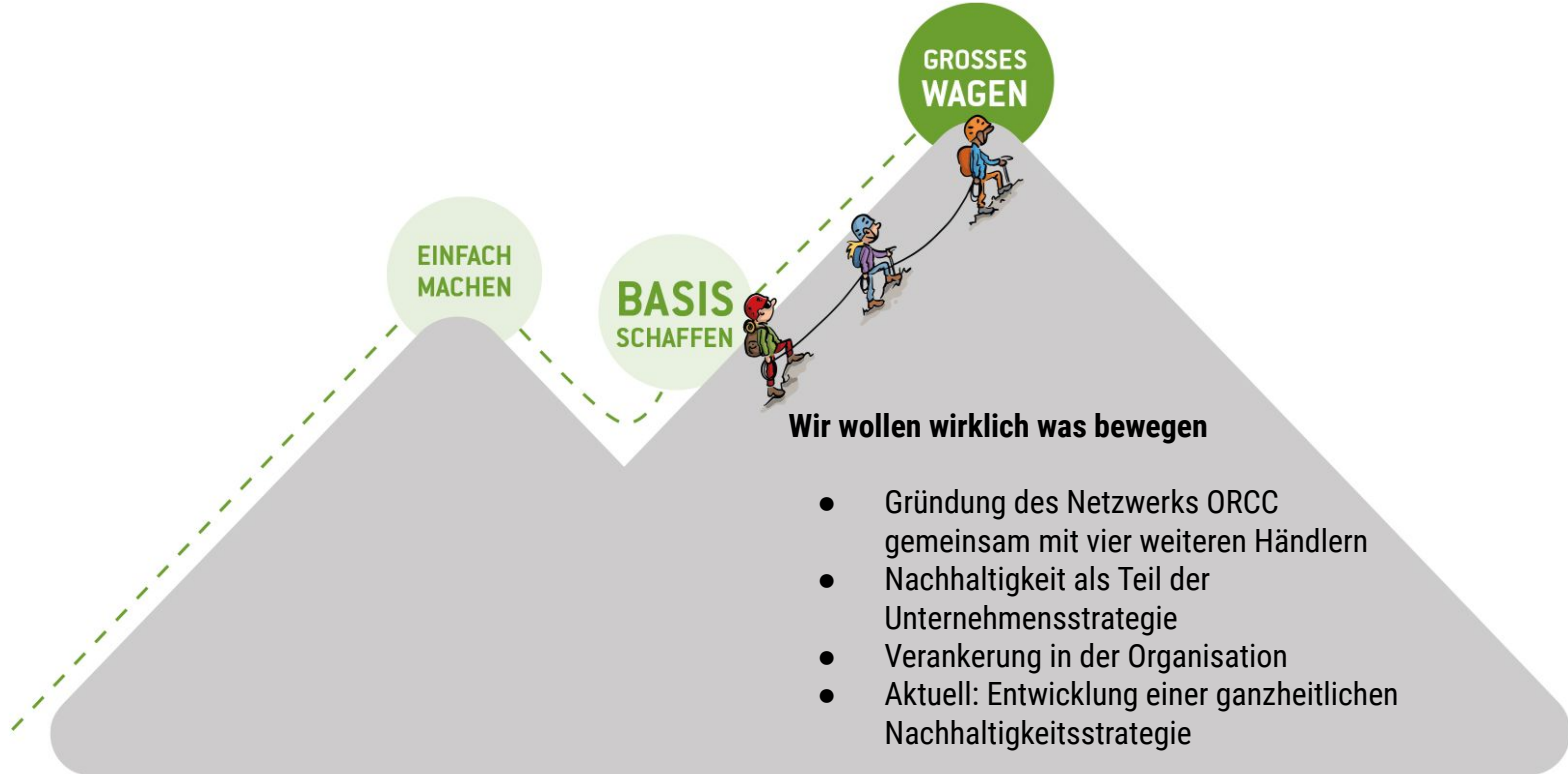 GROSSES
WAGEN
EINFACH
MACHEN
BASIS
SCHAFFEN
Wir wollen wirklich was bewegen
● Gründung des Netzwerks ORCC
gemeinsam mit vier weiteren Händlern
● Nachhaltigkeit als Teil der
Unternehmensstrategie
● Verankerung in der Organisation
● Aktuell: Entwicklung einer ganzheitlichen
Nachhaltigkeitsstrategie